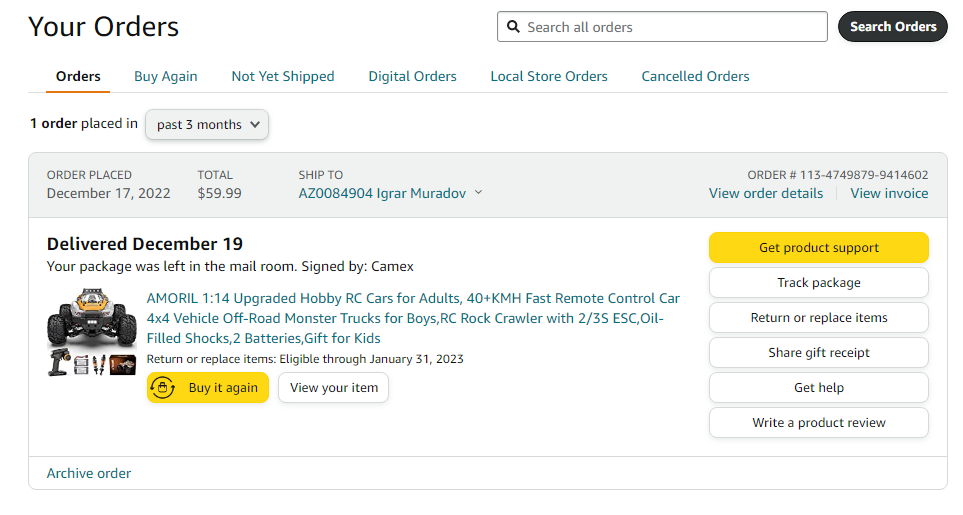 Your Orders
Search all orders
Search Orders
Orders
Buy Again
Not Yet Shipped
Digital Orders
Local Store Orders
Cancelled Orders
1 order placed in
past 3 months
ORDER PLACED
December 17, 2022
TOTAL
$59.99
SHIP TO
AZ0084904 Igrar Muradov
ORDER # 113-4749879-9414602
View order details
View invoice
Delivered December 19
Your package was left in the mail room. Signed by: Camex
AMORIL 1:14 Upgraded Hobby RC Cars for Adults, 40+KMH Fast Remote Control Car
4x4 Vehicle Off-Road Monster Trucks for Boys,RC Rock Crawler with 2/3S ESC,Oil-
Filled Shocks,2 Batteries,Gift for Kids
Return or replace items: Eligible through January 31, 2023
Buy it again
View your item
Get product support
Track package
Return or replace items
Share gift receipt
Get help
Write a product review
Archive order